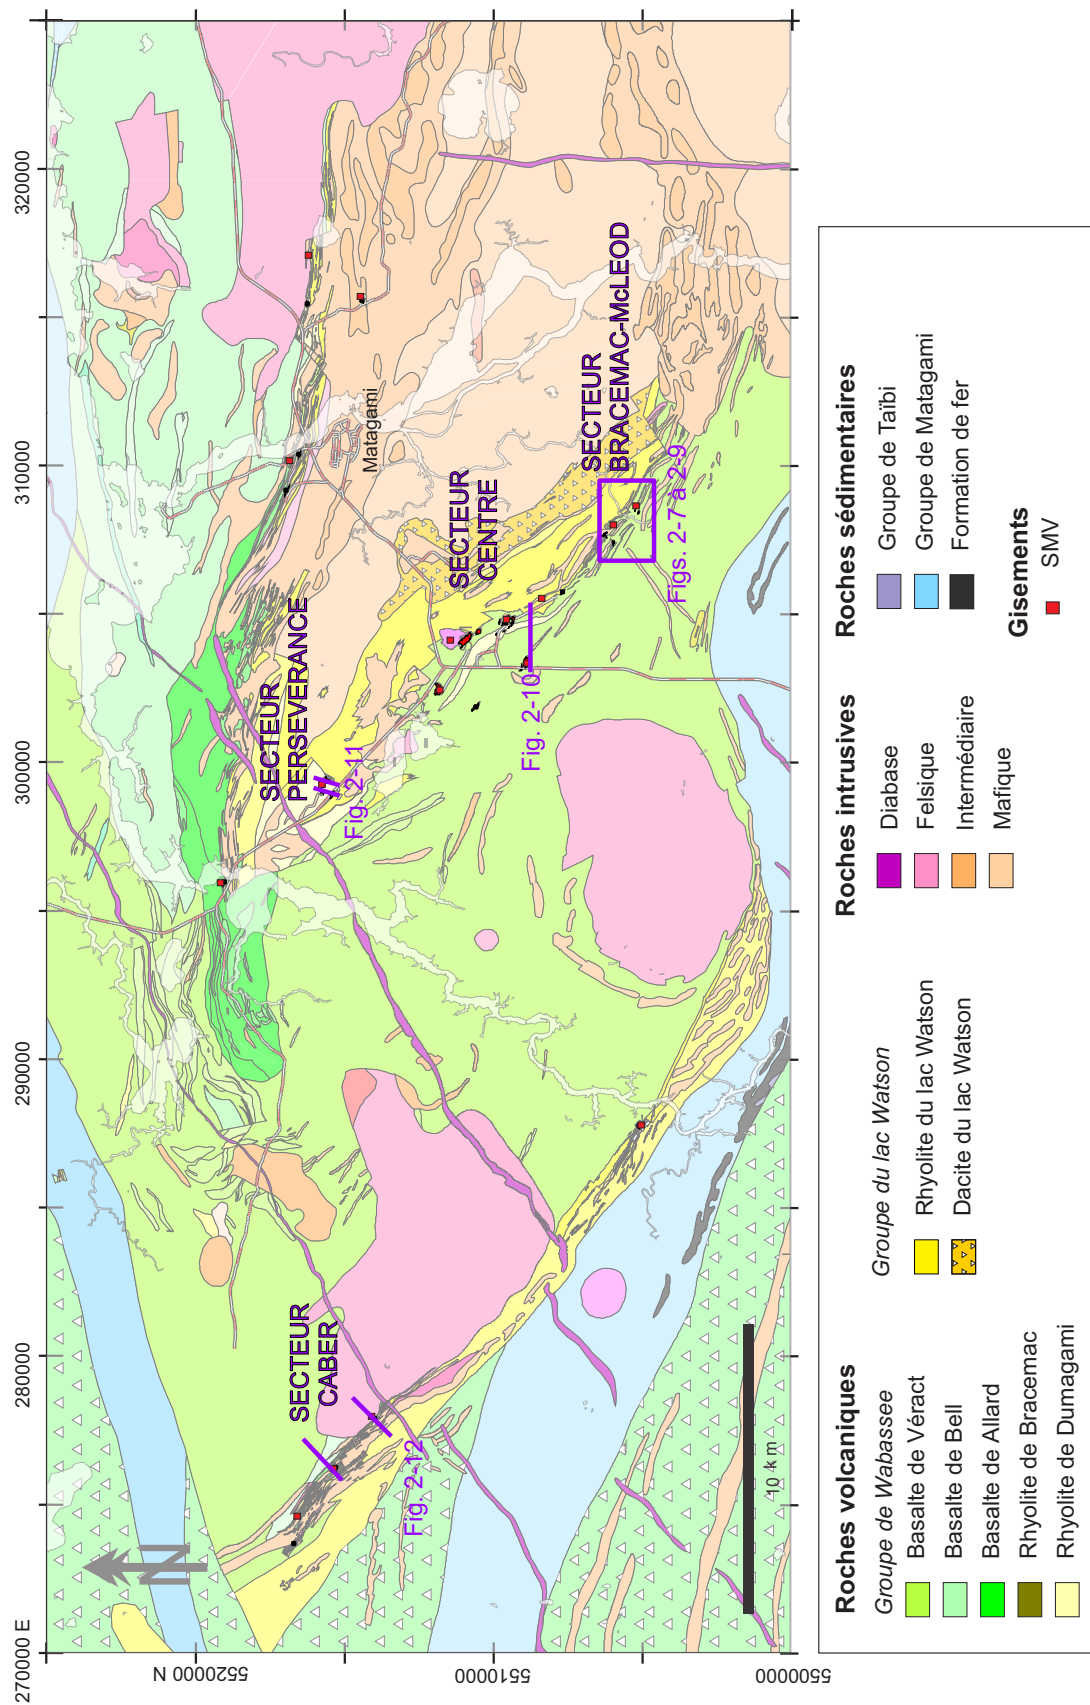 270000 E
280000
290000
300000
310000
320000
5520000 N
5510000
5500000
N
SECTEUR
CABER
Fig. 2-12
SECTEUR
PERSEVERANCE
Fig. 2-11
SECTEUR
CENTRE
Fig. 2-10
Matagami
SECTEUR
BRACEMAC-McLEOD
Figs. 2-7 à 2-9
10 km
Roches volcaniques
Groupe de Wabassee
Basalte de Véract
Basalte de Bell
Basalte de Allard
Rhyolite de Bracemac
Rhyolite de Dumagami
Groupe du lac Watson
Rhyolite du lac Watson
Dacite du lac Watson
Roches intrusives
Diabase
Felsique
Intermédiaire
Mafique
Roches sédimentaires
Groupe de Taïbi
Groupe de Matagami
Formation de fer
Gisements
SMV